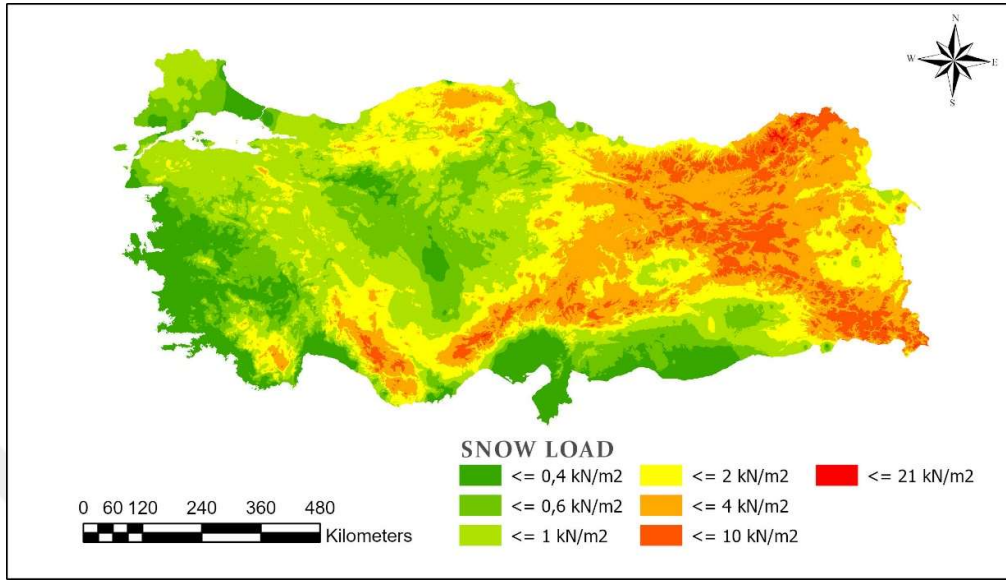 N
W E
S
SNOW LOAD
<= 0,4 kN/m2
<= 0,6 kN/m2
<= 1 kN/m2
<= 2 kN/m2
<= 4 kN/m2
<= 10 kN/m2
<= 21 kN/m2
0 60 120 240 360 480
Kilometers